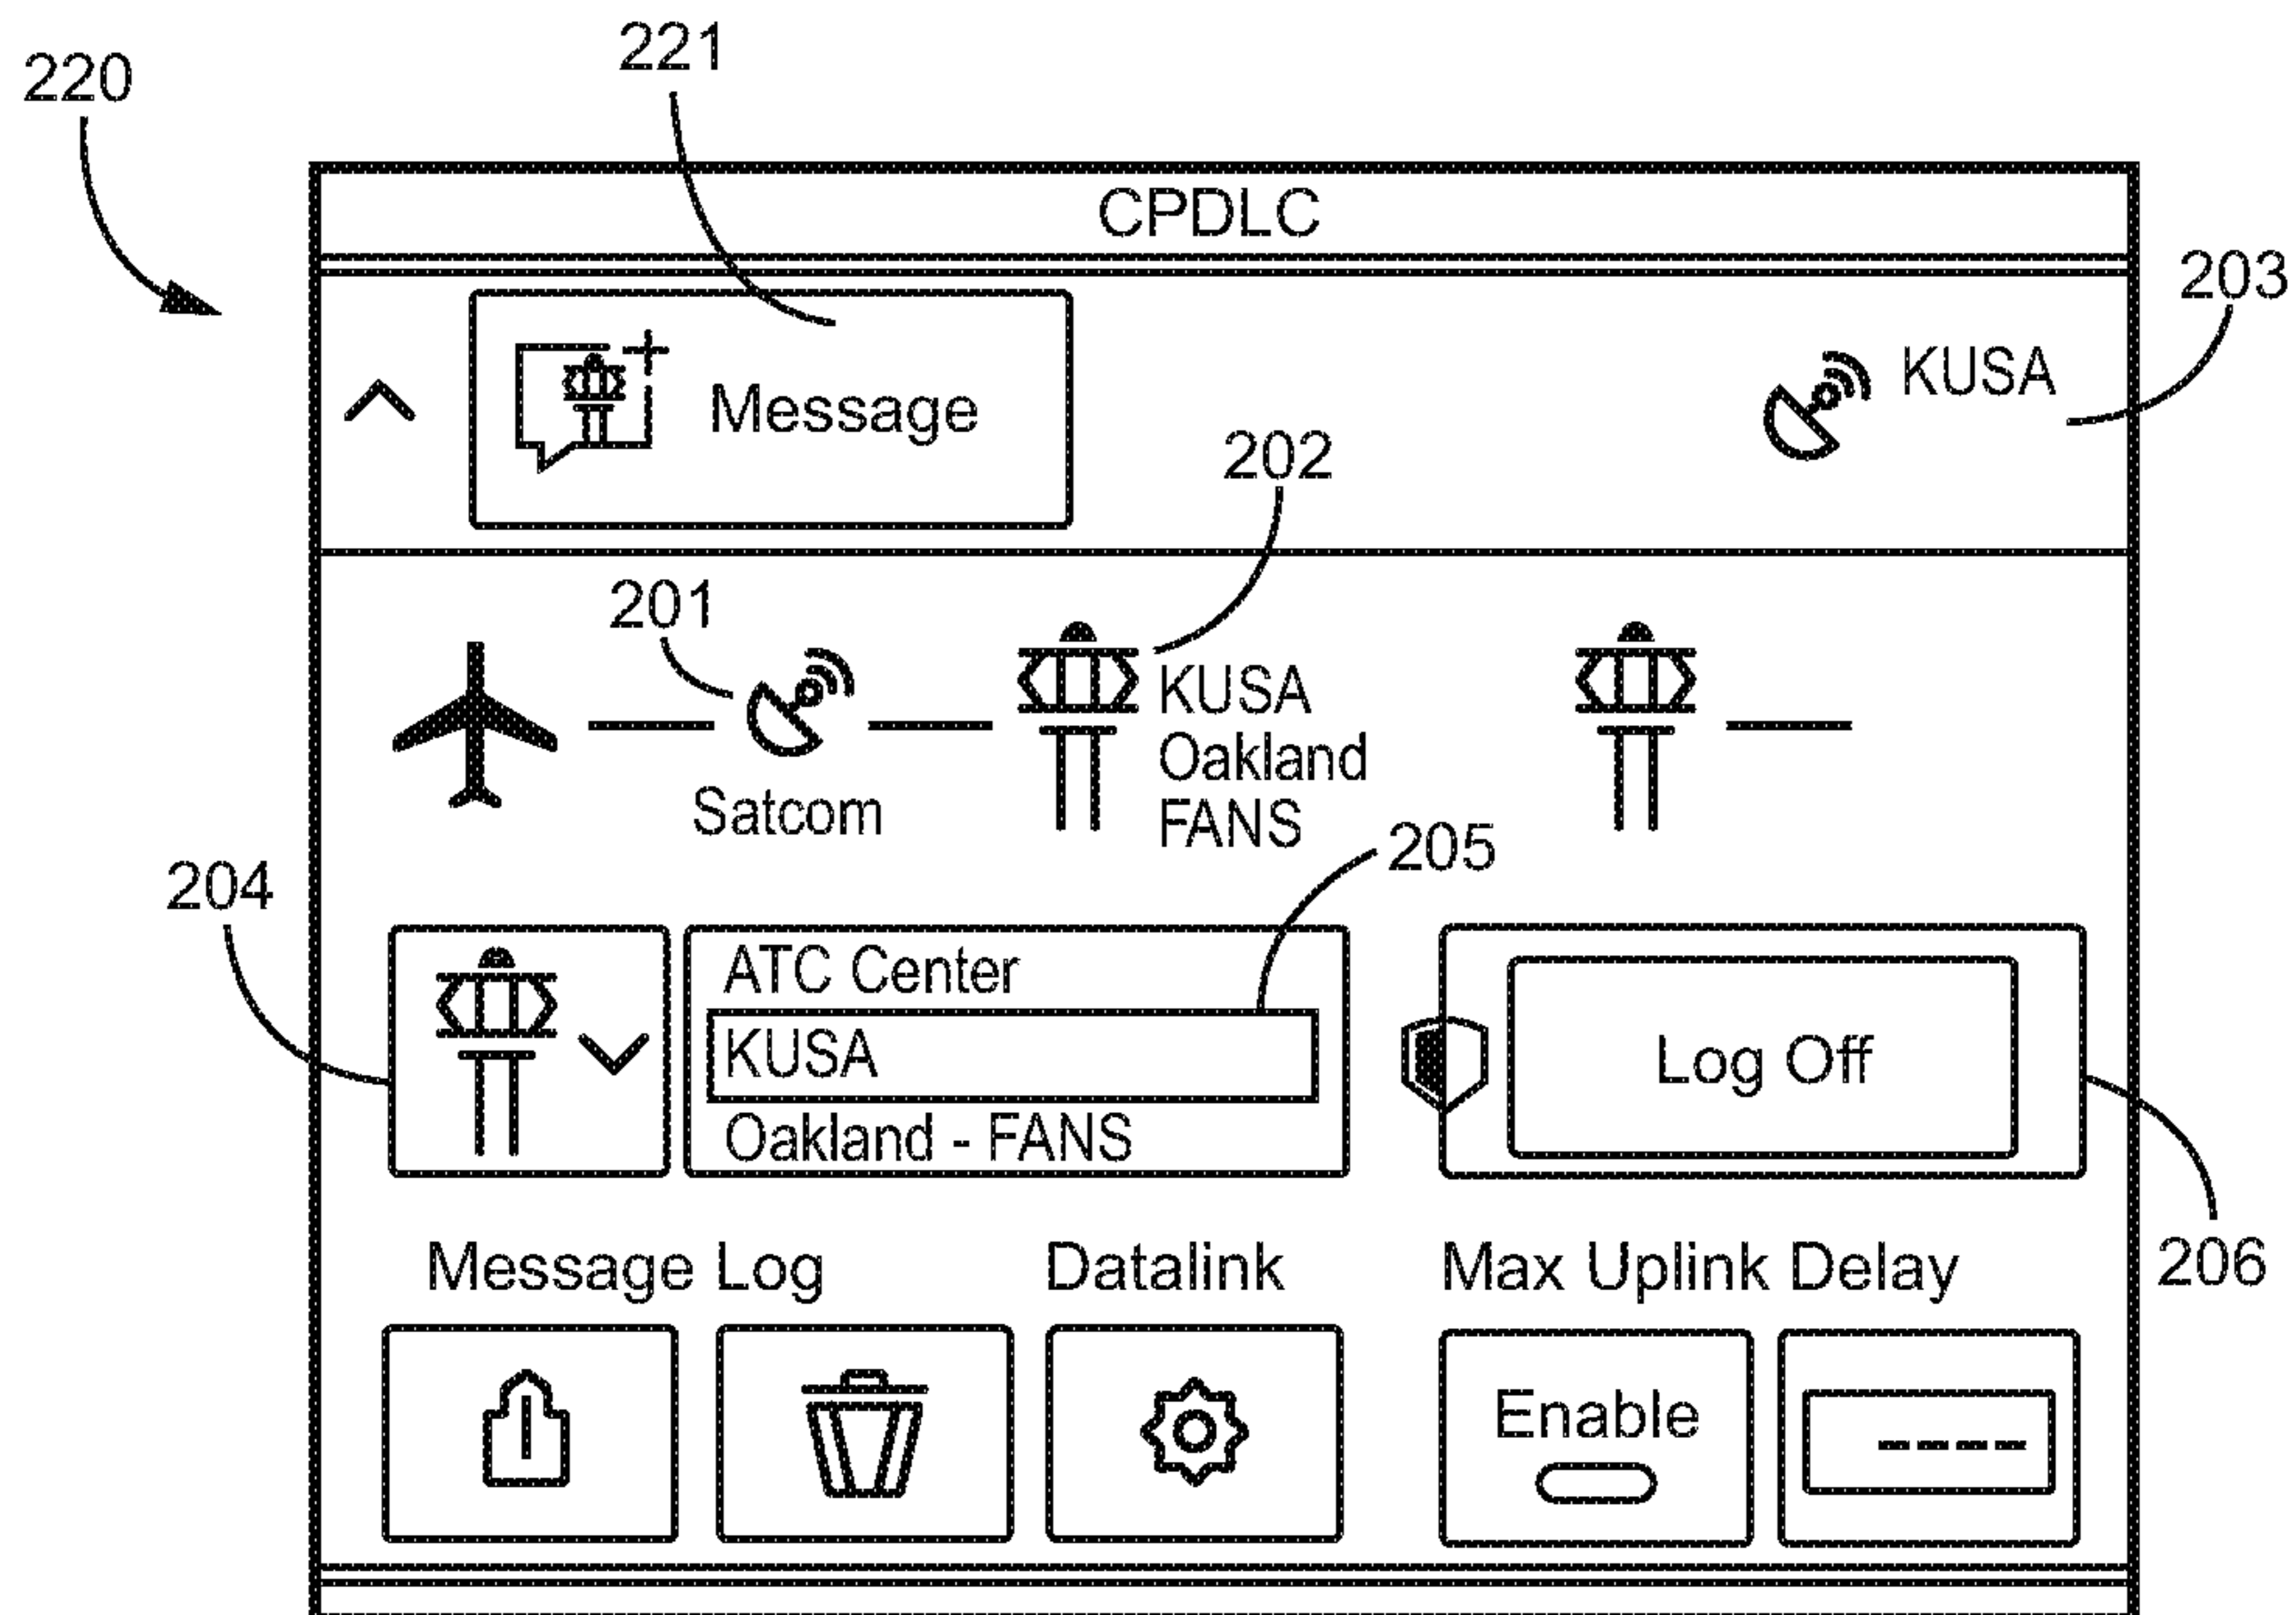 221
220
CPDLC
203
KUSA
Message
202
201
KUSA
Oakland
FANS
Satcom
205
204
ATC Center
KUSA
Oakland - FANS
Log Off
206
Message Log
Datalink
Max Uplink Delay
Enable
----